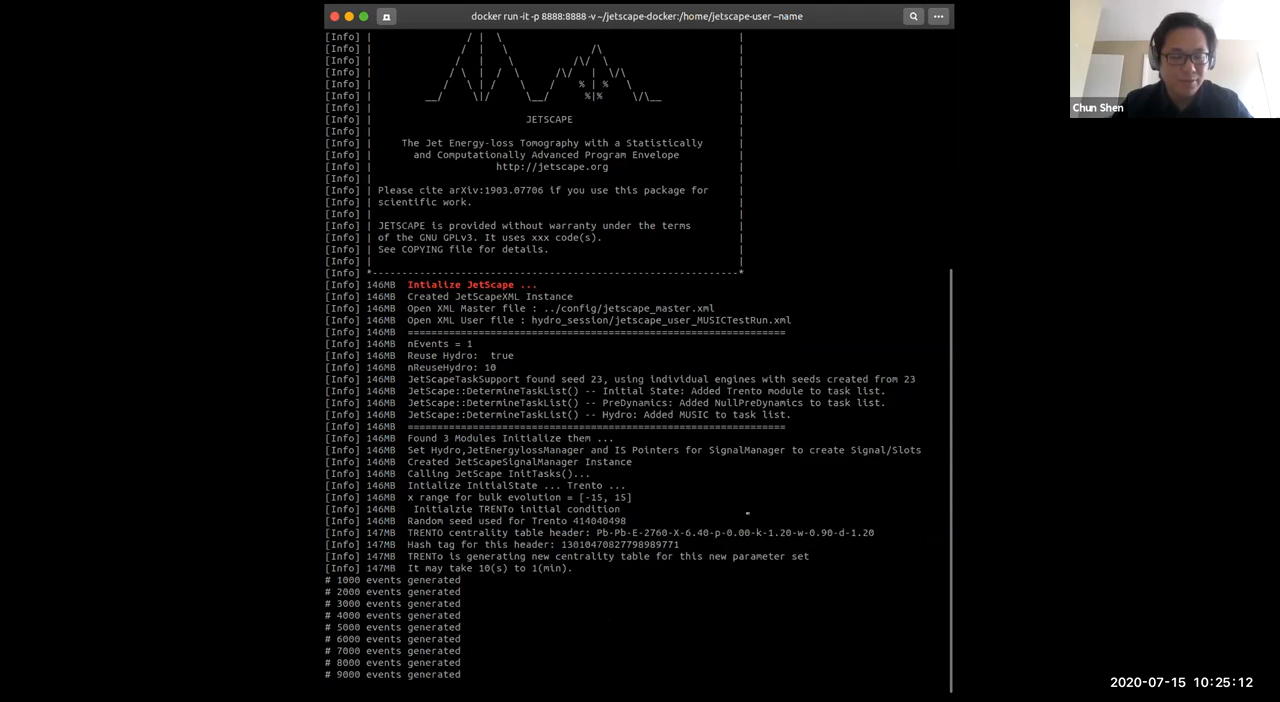 docker run-it -p 8888:8888 -v ~/jetscape-docker:/home/jetscape-user --name
[Info] |                / |  \                                        |
[Info] |               /  |   \              /\                       |
[Info] |              /   |    \          /\/  \                      |
[Info] |             / \  |  /  \      /\/   |  \/\                   |
[Info] |            /   \ | /    \    /    % | %   \                  |
[Info] |         __/     \|/      \__/      %|%     \/\__             |
[Info] |                                                              |
[Info] |                          JETSCAPE                            |
[Info] |                                                              |
[Info] |     The Jet Energy-loss Tomography with a Statistically      |
[Info] |       and Computationally Advanced Program Envelope          |
[Info] |                     http://jetscape.org                      |
[Info] |                                                              |
[Info] | Please cite arXiv:1903.07706 if you use this package for     |
[Info] | scientific work.                                             |
[Info] |                                                              |
[Info] | JETSCAPE is provided without warranty under the terms        |
[Info] | of the GNU GPLv3. It uses xxx code(s).                       |
[Info] | See COPYING file for details.                                |
[Info] |                                                              |
[Info] *--------------------------------------------------------------*
[Info] 146MB  Intialize JetScape ...
[Info] 146MB  Created JetScapeXML Instance
[Info] 146MB  Open XML Master file : ../config/jetscape_master.xml
[Info] 146MB  Open XML User file : hydro_session/jetscape_user_MUSICTestRun.xml
[Info] 146MB  ================================================================
[Info] 146MB  nEvents = 1
[Info] 146MB  Reuse Hydro:  true
[Info] 146MB  nReuseHydro: 10
[Info] 146MB  JetScapeTaskSupport found seed 23, using individual engines with seeds created from 23
[Info] 146MB  JetScape::DetermineTaskList() -- Initial State: Added Trento module to task list.
[Info] 146MB  JetScape::DetermineTaskList() -- PreDynamics: Added NullPreDynamics to task list.
[Info] 146MB  JetScape::DetermineTaskList() -- Hydro: Added MUSIC to task list.
[Info] 146MB  ================================================================
[Info] 146MB  Found 3 Modules Initialize them ...
[Info] 146MB  Set Hydro,JetEnergylossManager and IS Pointers for SignalManager to create Signal/Slots
[Info] 146MB  Created JetScapeSignalManager Instance
[Info] 146MB  Calling JetScape InitTasks()...
[Info] 146MB  Intialize InitialState ... Trento ...
[Info] 146MB  x range for bulk evolution = [-15, 15]
[Info] 146MB   Initialzie TRENTo initial condition
[Info] 146MB  Random seed used for Trento 414040498
[Info] 147MB  TRENTO centrality table header: Pb-Pb-E-2760-X-6.40-p-0.00-k-1.20-w-0.90-d-1.20
[Info] 147MB  Hash tag for this header: 13010470827798989771
[Info] 147MB  TRENTo is generating new centrality table for this new parameter set
[Info] 147MB  It may take 10(s) to 1(min).
# 1000 events generated
# 2000 events generated
# 3000 events generated
# 4000 events generated
# 5000 events generated
# 6000 events generated
# 7000 events generated
# 8000 events generated
# 9000 events generated
Chun Shen
2020-07-15 10:25:12